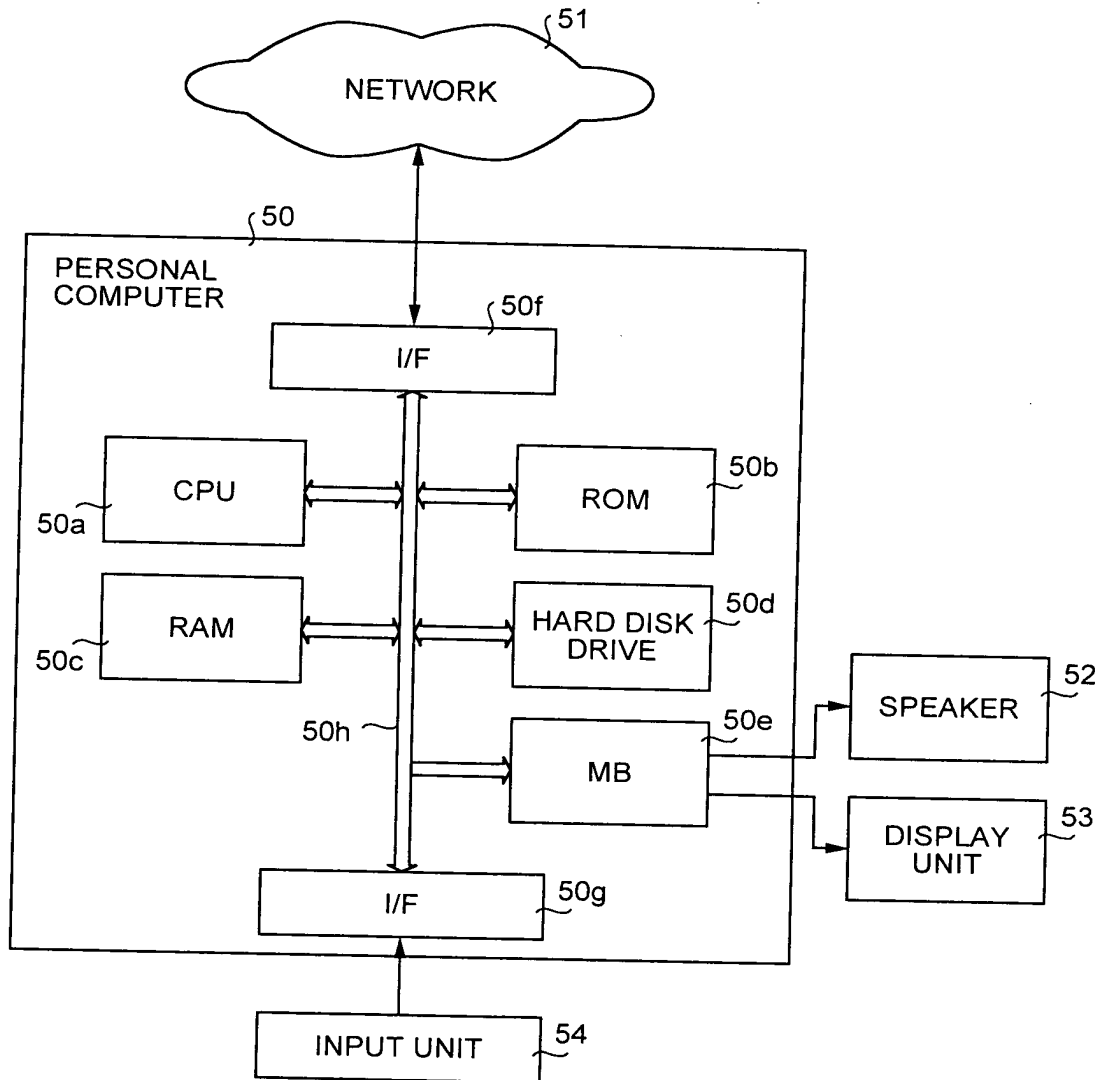 51
NETWORK
50
PERSONAL
COMPUTER
50f
I/F
CPU
50a
ROM
50b
RAM
50c
HARD DISK
DRIVE
50d
50h
50e
MB
SPEAKER
52
DISPLAY
UNIT
53
I/F
50g
INPUT UNIT
54